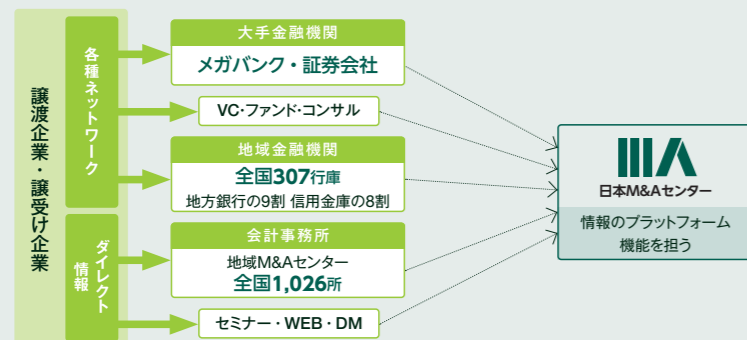 譲渡企業・譲受け企業
各種ネットワーク
大手金融機関
メガバンク・証券会社
VC・ファンド・コンサル
地域金融機関
全国307行庫
地方銀行の9割 信用金庫の8割
ダイレクト
情報
会計事務所
地域M&Aセンター
全国1,026所
セミナー・WEB・DM
日本M&Aセンター
情報のプラットフォーム
機能を担う